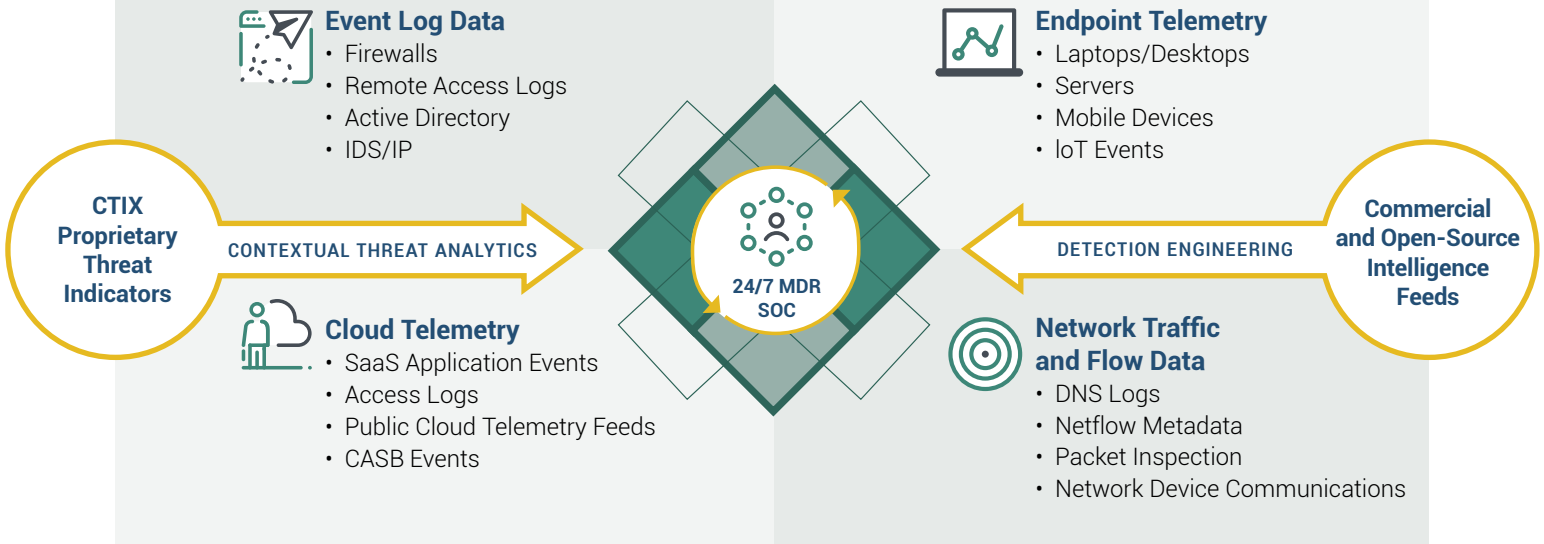 Event Log Data
• Firewalls
• Remote Access Logs
• Active Directory
• IDS/IP
Endpoint Telemetry
• Laptops/Desktops
• Servers
• Mobile Devices
• IoT Events
CTIX
Proprietary
Threat
Indicators
CONTEXTUAL THREAT ANALYTICS
24/7 MDR
SOC
DETECTION ENGINEERING
Commercial
and Open-Source
Intelligence
Feeds
Cloud Telemetry
• SaaS Application Events
• Access Logs
• Public Cloud Telemetry Feeds
• CASB Events
Network Traffic
and Flow Data
• DNS Logs
• Netflow Metadata
• Packet Inspection
• Network Device Communications